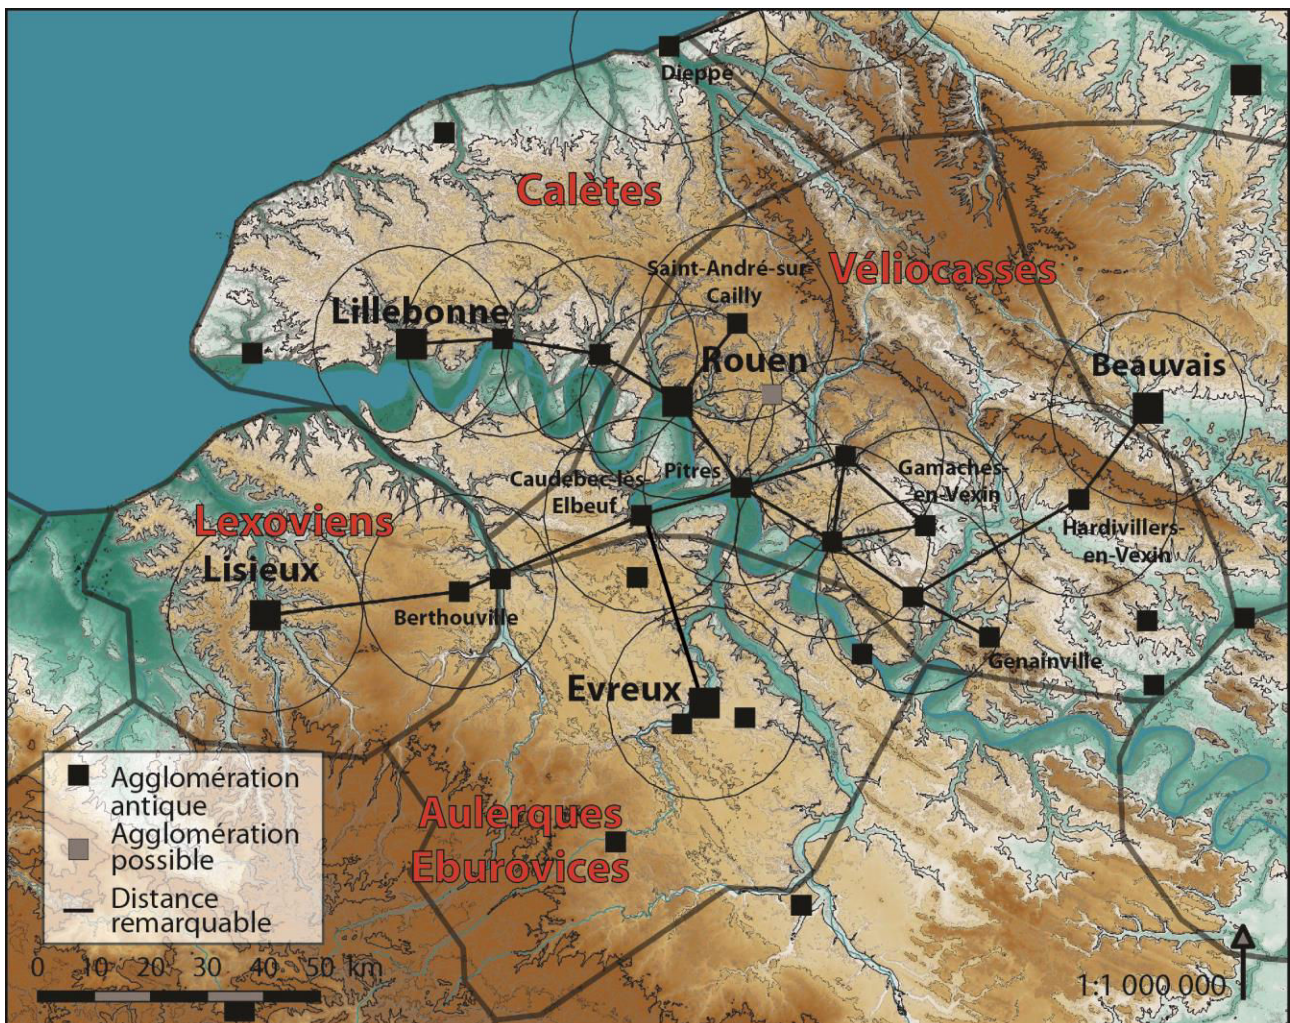 Dieppe
Calètes
Saint-André-sur-
Cailly
Véliocasses
Lillebonne
Rouen
Beauvais
Caudebec-lès-
Elbeuf
Pîtres
Gamaches-
en-Vexin
Hardivillers-
en-Vexin
Lexoviens
Lisieux
Berthouville
Genainville
Evreux
Aulerques
Eburovices
Agglomération
antique
Agglomération
possible
Distance
remarquable
0 10 20 30 40 50 km
1:1 000 000